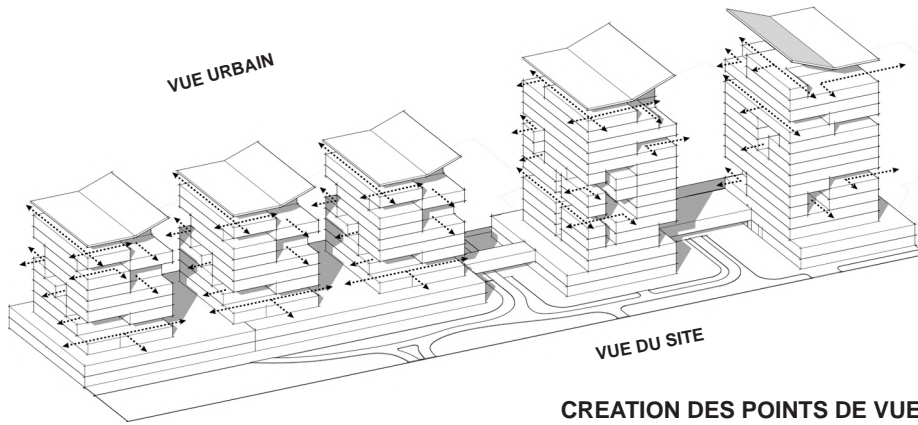 VUE URBAIN
VUE DU SITE
CREATION DES POINTS DE VUE